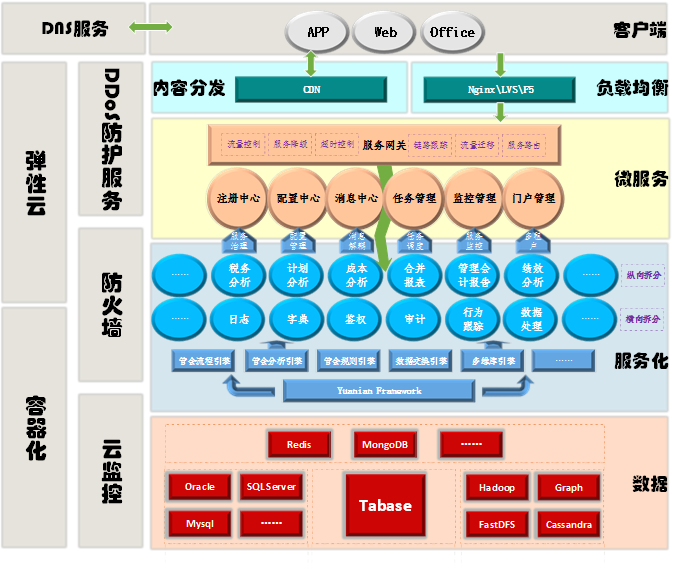 DNS服务
APP
Web
Office
客户端
弹性云
容器化
DDoS防护服务
防火墙
云监控
内容分发
CDN
Nginx\LVS\F5
负载均衡
流量控制
服务降级
超时控制
服务网关
链路跟踪
流量迁移
服务路由
微服务
注册中心
配置中心
消息中心
任务管理
监控管理
门户管理
服务治理
配置管理
消息解耦
任务调度
服务监控
······
税务分析
计划分析
成本分析
合并报表
管理会计报告
绩效分析
······
纵向拆分
······
日志
字典
鉴权
审计
行为跟踪
数据处理
······
横向拆分
管会流程引擎
管会分析引擎
管会规则引擎
数据交换引擎
多维库引擎
······
服务化
Yuanian Framework
Redis
MongoDB
······
Oracle
SQLServer
Mysql
······
Tabase
Hadoop
Graph
FastDFS
Cassandra
数据